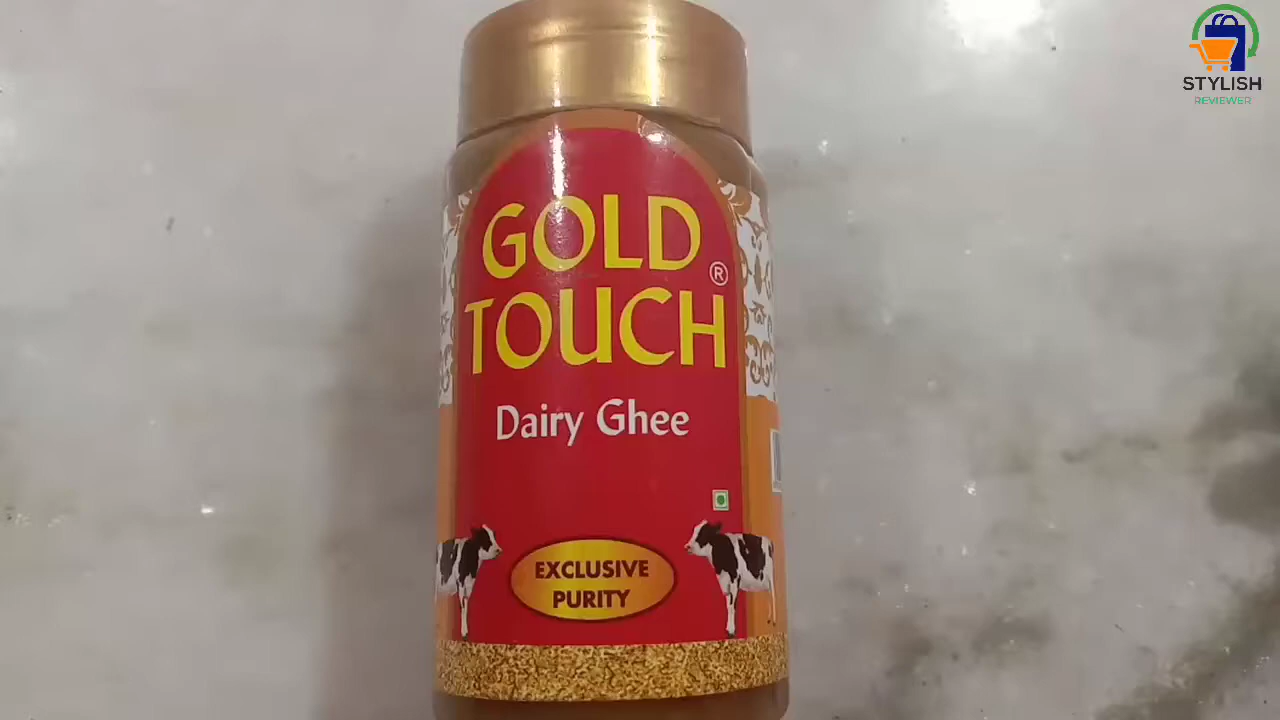 STYLISH
REVIEWER
GOLD
TOUCH®
Dairy Ghee
EXCLUSIVE
PURITY